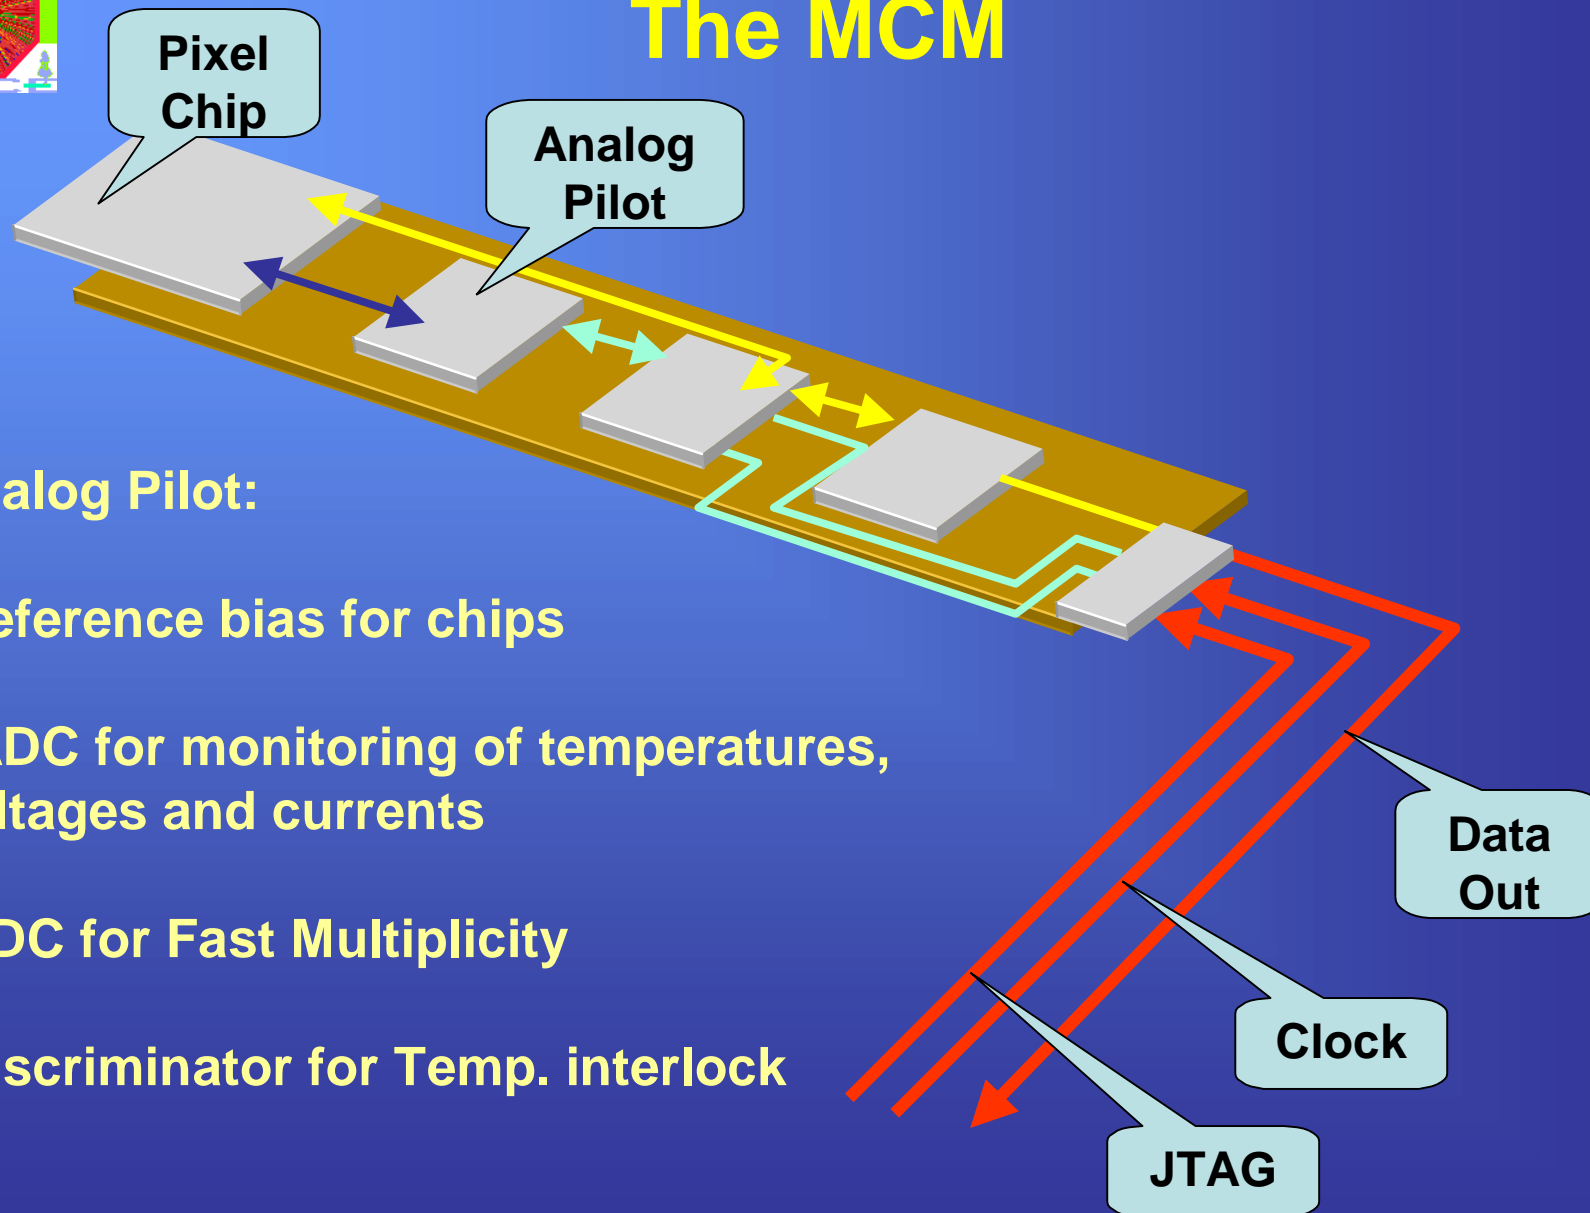 The MCM
Pixel
Chip
Analog
Pilot
alog Pilot:
eference bias for chips
ADC for monitoring of temperatures,
ltages and currents
DC for Fast Multiplicity
scriminator for Temp. interlock
Data
Out
Clock
JTAG